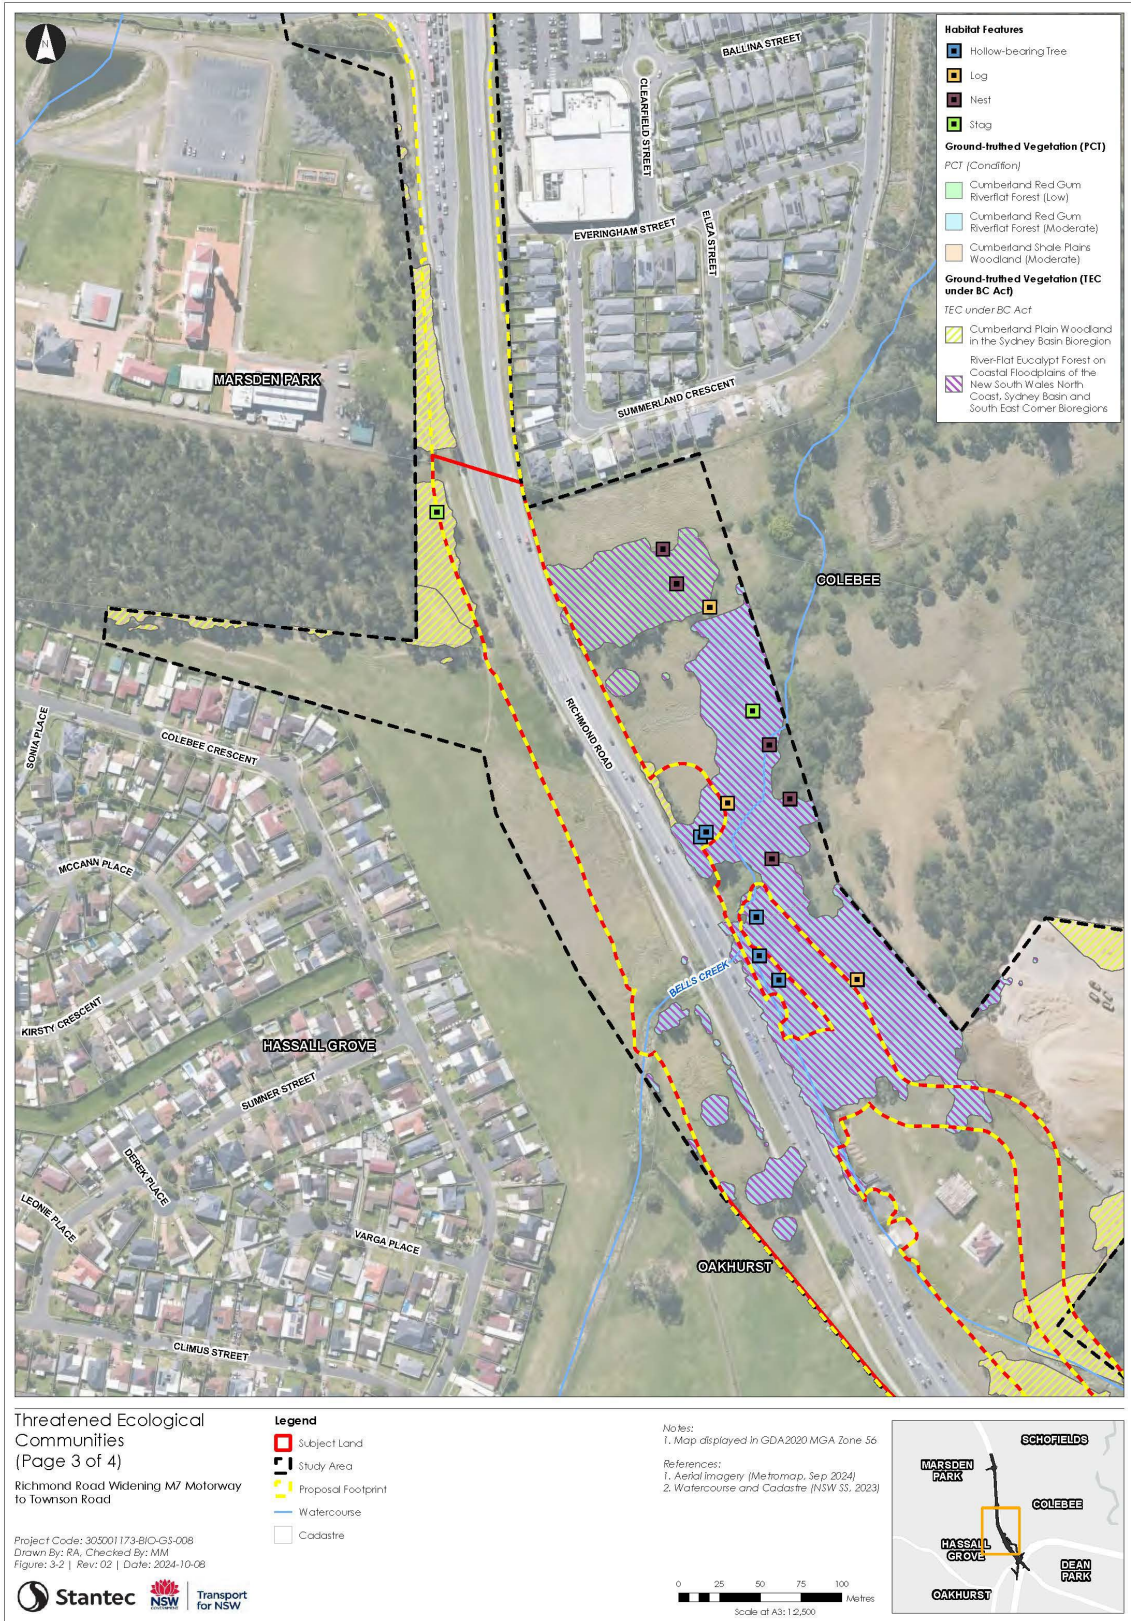 N
BALLINA STREET
CLEARFIELD STREET
EVERINGHAM STREET
ELIZA STREET
MARSDEN PARK
SUMMERLAND CRESCENT
COLEBEE
RICHMOND ROAD
SONIA PLACE
COLEBEE CRESCENT
MCCANN PLACE
BELLS CREEK
KIRSTY CRESCENT
HASSALL GROVE
SUMNER STREET
DEREK PLACE
LEONIE PLACE
VARGA PLACE
OAKHURST
CLIMUS STREET
Habitat Features
Hollow-bearing Tree
Log
Nest
Stag
Ground-truthed Vegetation (PCT)
PCT (Condition)
Cumberland Red Gum
Riverflat Forest (Low)
Cumberland Red Gum
Riverflat Forest (Moderate)
Cumberland Shale Plains
Woodland (Moderate)
Ground-truthed Vegetation (TEC
under BC Act)
TEC under BC Act
Cumberland Plain Woodland
in the Sydney Basin Bioregion
River-Flat Eucalypt Forest on
Coastal Floodplains of the
New South Wales North
Coast, Sydney Basin and
South East Corner Bioregions
Threatened Ecological
Communities
(Page 3 of 4)
Richmond Road Widening M7 Motorway
to Townson Road
Project Code: 305001173-BIO-GS-008
Drawn By: RA, Checked By: MM
Figure: 3-2 | Rev: 02 | Date: 2024-10-08
Stantec
NSW
GOVERNMENT
Transport
for NSW
Legend
Subject Land
Study Area
Proposal Footprint
Watercourse
Cadastre
Notes:
1. Map displayed in GDA2020 MGA Zone 56
References:
1. Aerial imagery (Metromap, Sep 2024)
2. Watercourse and Cadastre (NSW SS, 2023)
0 25 50 75 100
Metres
Scale at A3: 1:2,500
SCHOFIELDS
MARSDEN
PARK
COLEBEE
HASSALL
GROVE
DEAN
PARK
OAKHURST